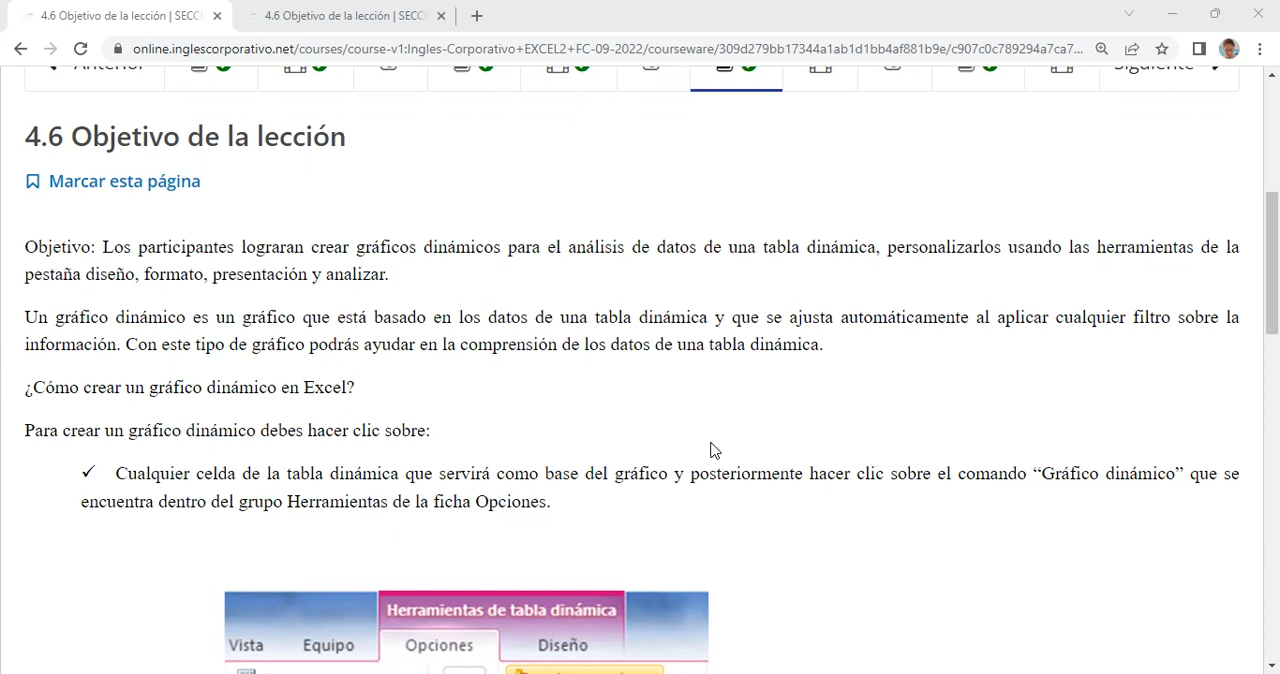 4.6 Objetivo de la lección | SECCI
4.6 Objetivo de la lección | SECCI
online.inglescorporativo.net/courses/course-v1:Ingles-Corporativo+EXCEL2+FC-09-2022/courseware/309d279bb17344a1ab1d1bb4af881b9e/c907c0c789294a7ca7...
Anterior
Siguiente
4.6 Objetivo de la lección
Marcar esta página
Objetivo: Los participantes lograran crear gráficos dinámicos para el análisis de datos de una tabla dinámica, personalizarlos usando las herramientas de la
pestaña diseño, formato, presentación y analizar.
Un gráfico dinámico es un gráfico que está basado en los datos de una tabla dinámica y que se ajusta automáticamente al aplicar cualquier filtro sobre la
información. Con este tipo de gráfico podrás ayudar en la comprensión de los datos de una tabla dinámica.
¿Cómo crear un gráfico dinámico en Excel?
Para crear un gráfico dinámico debes hacer clic sobre:
✓ Cualquier celda de la tabla dinámica que servirá como base del gráfico y posteriormente hacer clic sobre el comando “Gráfico dinámico” que se
encuentra dentro del grupo Herramientas de la ficha Opciones.
Herramientas de tabla dinámica
Vista Equipo Opciones Diseño